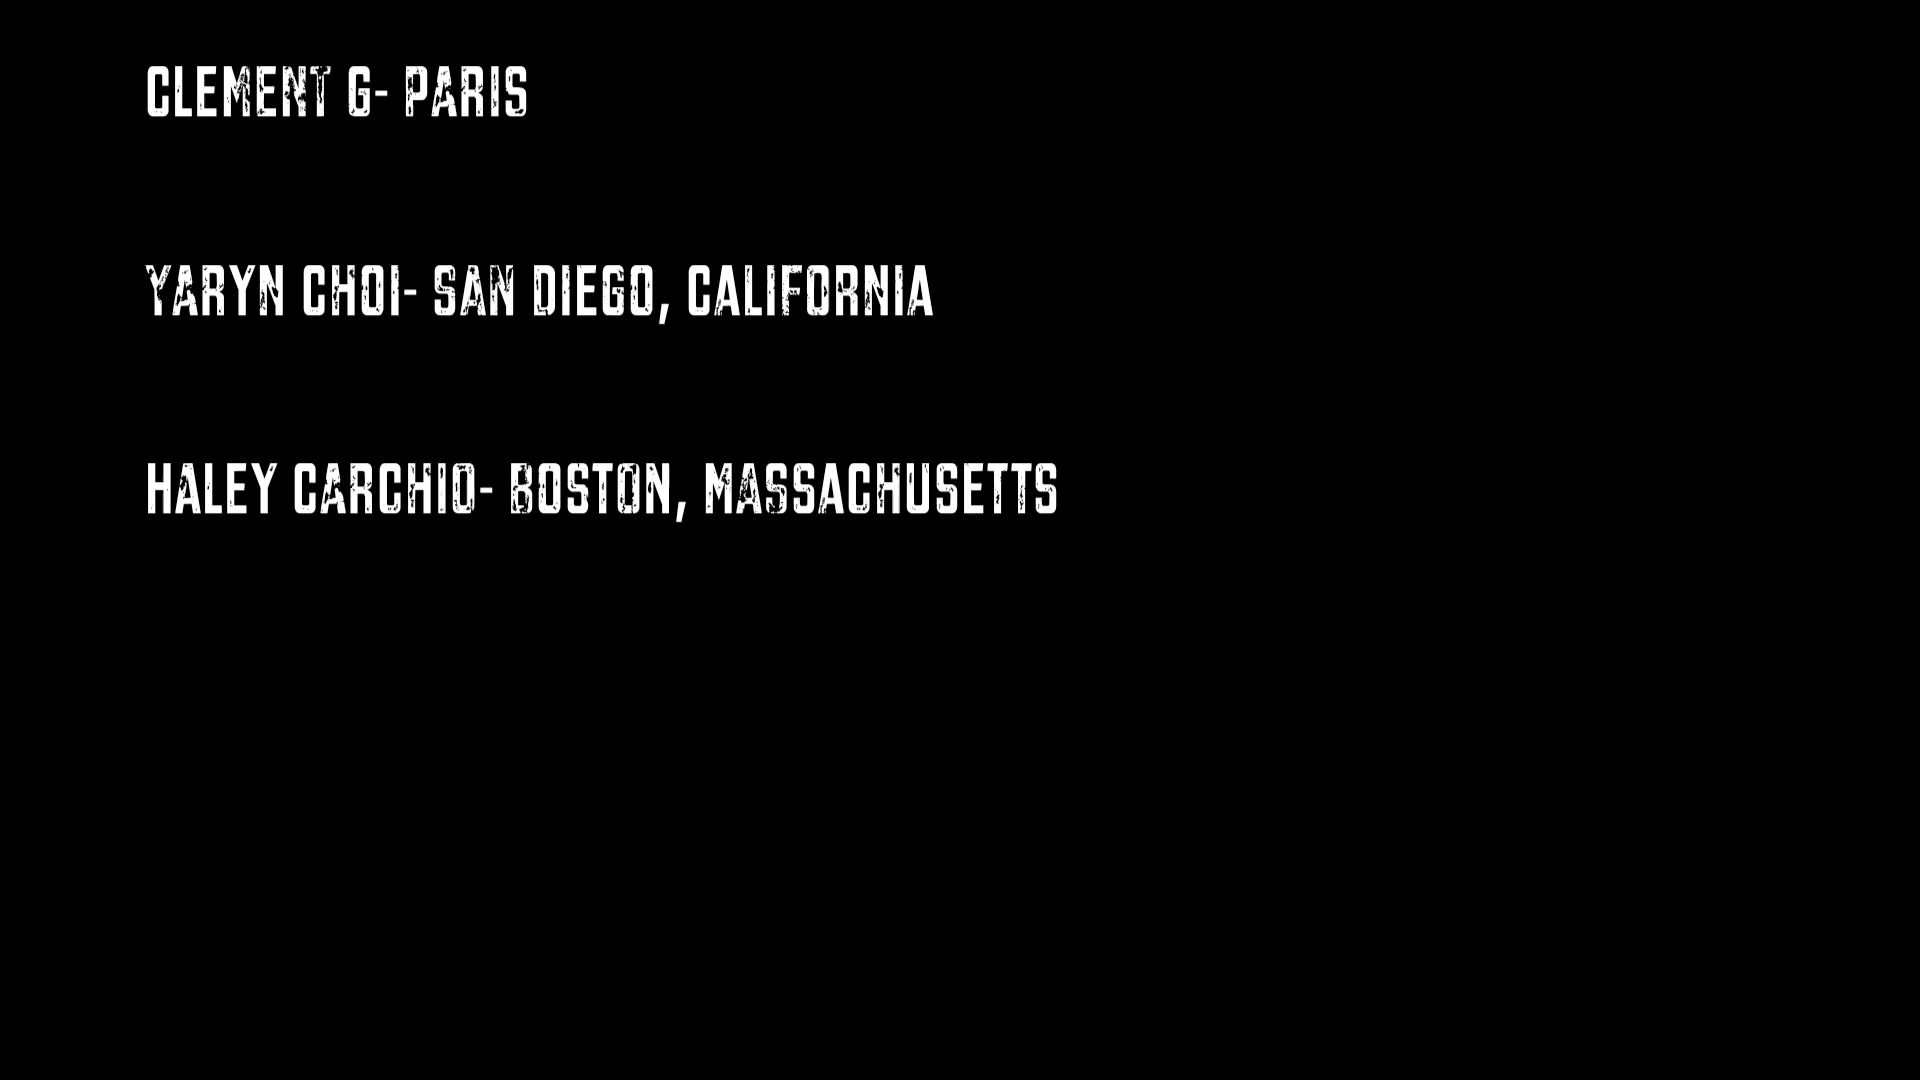 CLEMENT G- PARIS
YARYN CHOI- SAN DIEGO, CALIFORNIA
HALEY CARCHIO- BOSTON, MASSACHUSETTS